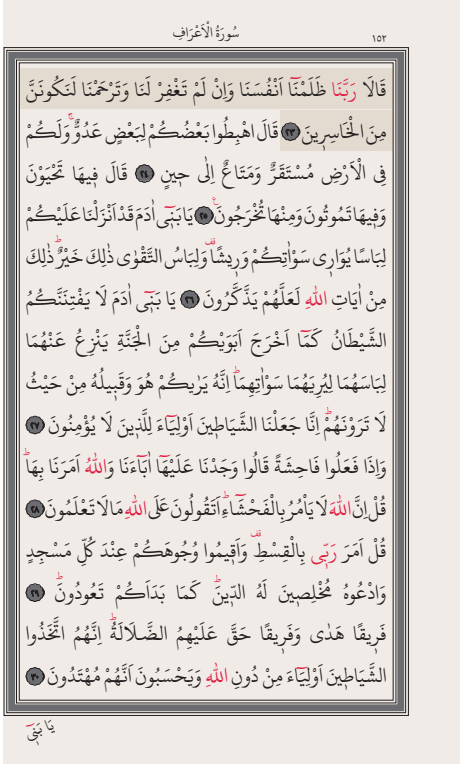 سُورَةُ الْاَعْرَافِ
١٥٢
قَالَا رَبَّنَا ظَلَمْنَٓا اَنْفُسَنَا وَاِنْ لَمْ تَغْفِرْ لَنَا وَتَرْحَمْنَا لَنَكُونَنَّ
مِنَ الْخَاسِر۪ينَ ﴿٢٣﴾ قَالَ اهْبِطُوا بَعْضُكُمْ لِبَعْضٍ عَدُوٌّۚ وَلَكُمْ
فِي الْاَرْضِ مُسْتَقَرٌّ وَمَتَاعٌ اِلٰى ح۪ينٍ ﴿٢٤﴾ قَالَ ف۪يهَا تَحْيَوْنَ
وَف۪يهَا تَمُوتُونَ وَمِنْهَا تُخْرَجُونَ۟ ﴿٢٥﴾ يَا بَن۪ٓي اٰدَمَ قَدْ اَنْزَلْنَا عَلَيْكُمْ
لِبَاسًا يُوَار۪ي سَوْاٰتِكُمْ وَر۪يشًاۜ وَلِبَاسُ التَّقْوٰى ذٰلِكَ خَيْرٌۜ ذٰلِكَ
مِنْ اٰيَاتِ اللّٰهِ لَعَلَّهُمْ يَذَّكَّرُونَ ﴿٢٦﴾ يَا بَن۪ٓي اٰدَمَ لَا يَفْتِنَنَّكُمُ
الشَّيْطَانُ كَمَٓا اَخْرَجَ اَبَوَيْكُمْ مِنَ الْجَنَّةِ يَنْزِعُ عَنْهُمَا
لِبَاسَهُمَا لِيُرِيَهُمَا سَوْاٰتِهِمَاۜ اِنَّهُ يَرٰيكُمْ هُوَ وَقَب۪يلُهُ مِنْ حَيْثُ
لَا تَرَوْنَهُمْۜ اِنَّا جَعَلْنَا الشَّيَاط۪ينَ اَوْلِيَٓاءَ لِلَّذ۪ينَ لَا يُؤْمِنُونَ ﴿٢٧﴾
وَاِذَا فَعَلُوا فَاحِشَةً قَالُوا وَجَدْنَا عَلَيْهَٓا اٰبَٓاءَنَا وَاللّٰهُ اَمَرَنَا بِهَاۜ
قُلْ اِنَّ اللّٰهَ لَا يَأْمُرُ بِالْفَحْشَٓاءِۜ اَتَقُولُونَ عَلَى اللّٰهِ مَا لَا تَعْلَمُونَ ﴿٢٨﴾
قُلْ اَمَرَ رَبّ۪ي بِالْقِسْطِ۠ وَاَق۪يمُوا وُجُوهَكُمْ عِنْدَ كُلِّ مَسْجِدٍ
وَادْعُوهُ مُخْلِص۪ينَ لَهُ الدّ۪ينَۜ كَمَا بَدَاَكُمْ تَعُودُونَۜ ﴿٢٩﴾
فَر۪يقًا هَدٰى وَفَر۪يقًا حَقَّ عَلَيْهِمُ الضَّلَالَةُۜ اِنَّهُمُ اتَّخَذُوا
الشَّيَاط۪ينَ اَوْلِيَٓاءَ مِنْ دُونِ اللّٰهِ وَيَحْسَبُونَ اَنَّهُمْ مُهْتَدُونَ ﴿٣٠﴾
يَا بَن۪ٓي